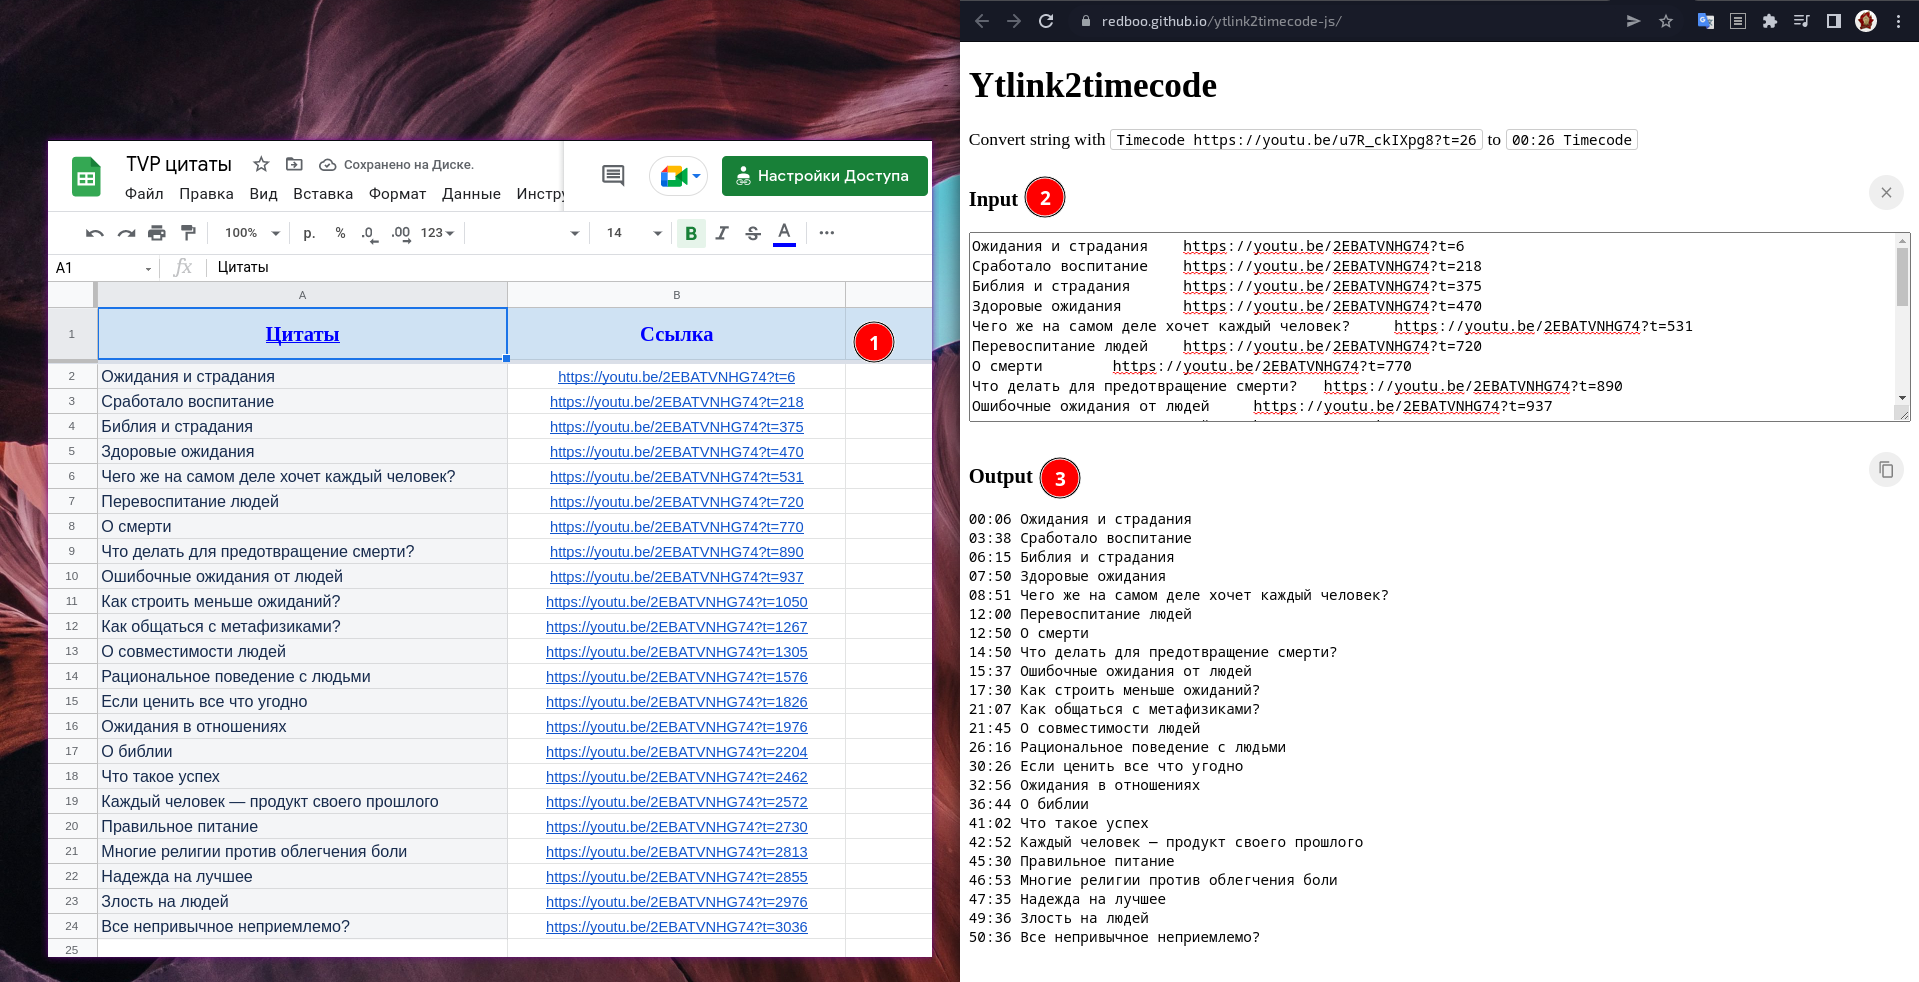 TVP цитаты
Сохранено на Диске.
Файл Правка Вид Вставка Формат Данные Инстру
Настройки Доступа
100% р. % .0 .00 123 14 B I S A
A1 fx Цитаты
A B
1 Цитаты Ссылка 1
2 Ожидания и страдания https://youtu.be/2EBATVNHG74?t=6
3 Сработало воспитание https://youtu.be/2EBATVNHG74?t=218
4 Библия и страдания https://youtu.be/2EBATVNHG74?t=375
5 Здоровые ожидания https://youtu.be/2EBATVNHG74?t=470
6 Чего же на самом деле хочет каждый человек? https://youtu.be/2EBATVNHG74?t=531
7 Перевоспитание людей https://youtu.be/2EBATVNHG74?t=720
8 О смерти https://youtu.be/2EBATVNHG74?t=770
9 Что делать для предотвращение смерти? https://youtu.be/2EBATVNHG74?t=890
10 Ошибочные ожидания от людей https://youtu.be/2EBATVNHG74?t=937
11 Как строить меньше ожиданий? https://youtu.be/2EBATVNHG74?t=1050
12 Как общаться с метафизиками? https://youtu.be/2EBATVNHG74?t=1267
13 О совместимости людей https://youtu.be/2EBATVNHG74?t=1305
14 Рациональное поведение с людьми https://youtu.be/2EBATVNHG74?t=1576
15 Если ценить все что угодно https://youtu.be/2EBATVNHG74?t=1826
16 Ожидания в отношениях https://youtu.be/2EBATVNHG74?t=1976
17 О библии https://youtu.be/2EBATVNHG74?t=2204
18 Что такое успех https://youtu.be/2EBATVNHG74?t=2462
19 Каждый человек — продукт своего прошлого https://youtu.be/2EBATVNHG74?t=2572
20 Правильное питание https://youtu.be/2EBATVNHG74?t=2730
21 Многие религии против облегчения боли https://youtu.be/2EBATVNHG74?t=2813
22 Надежда на лучшее https://youtu.be/2EBATVNHG74?t=2855
23 Злость на людей https://youtu.be/2EBATVNHG74?t=2976
24 Все непривычное неприемлемо? https://youtu.be/2EBATVNHG74?t=3036
25
redboo.github.io/ytlink2timecode-js/
Ytlink2timecode
Convert string with Timecode https://youtu.be/u7R_ckIXpg8?t=26 to 00:26 Timecode
Input 2
Ожидания и страдания https://youtu.be/2EBATVNHG74?t=6
Сработало воспитание https://youtu.be/2EBATVNHG74?t=218
Библия и страдания https://youtu.be/2EBATVNHG74?t=375
Здоровые ожидания https://youtu.be/2EBATVNHG74?t=470
Чего же на самом деле хочет каждый человек? https://youtu.be/2EBATVNHG74?t=531
Перевоспитание людей https://youtu.be/2EBATVNHG74?t=720
О смерти https://youtu.be/2EBATVNHG74?t=770
Что делать для предотвращение смерти? https://youtu.be/2EBATVNHG74?t=890
Ошибочные ожидания от людей https://youtu.be/2EBATVNHG74?t=937
Output 3
00:06 Ожидания и страдания
03:38 Сработало воспитание
06:15 Библия и страдания
07:50 Здоровые ожидания
08:51 Чего же на самом деле хочет каждый человек?
12:00 Перевоспитание людей
12:50 О смерти
14:50 Что делать для предотвращение смерти?
15:37 Ошибочные ожидания от людей
17:30 Как строить меньше ожиданий?
21:07 Как общаться с метафизиками?
21:45 О совместимости людей
26:16 Рациональное поведение с людьми
30:26 Если ценить все что угодно
32:56 Ожидания в отношениях
36:44 О библии
41:02 Что такое успех
42:52 Каждый человек — продукт своего прошлого
45:30 Правильное питание
46:53 Многие религии против облегчения боли
47:35 Надежда на лучшее
49:36 Злость на людей
50:36 Все непривычное неприемлемо?